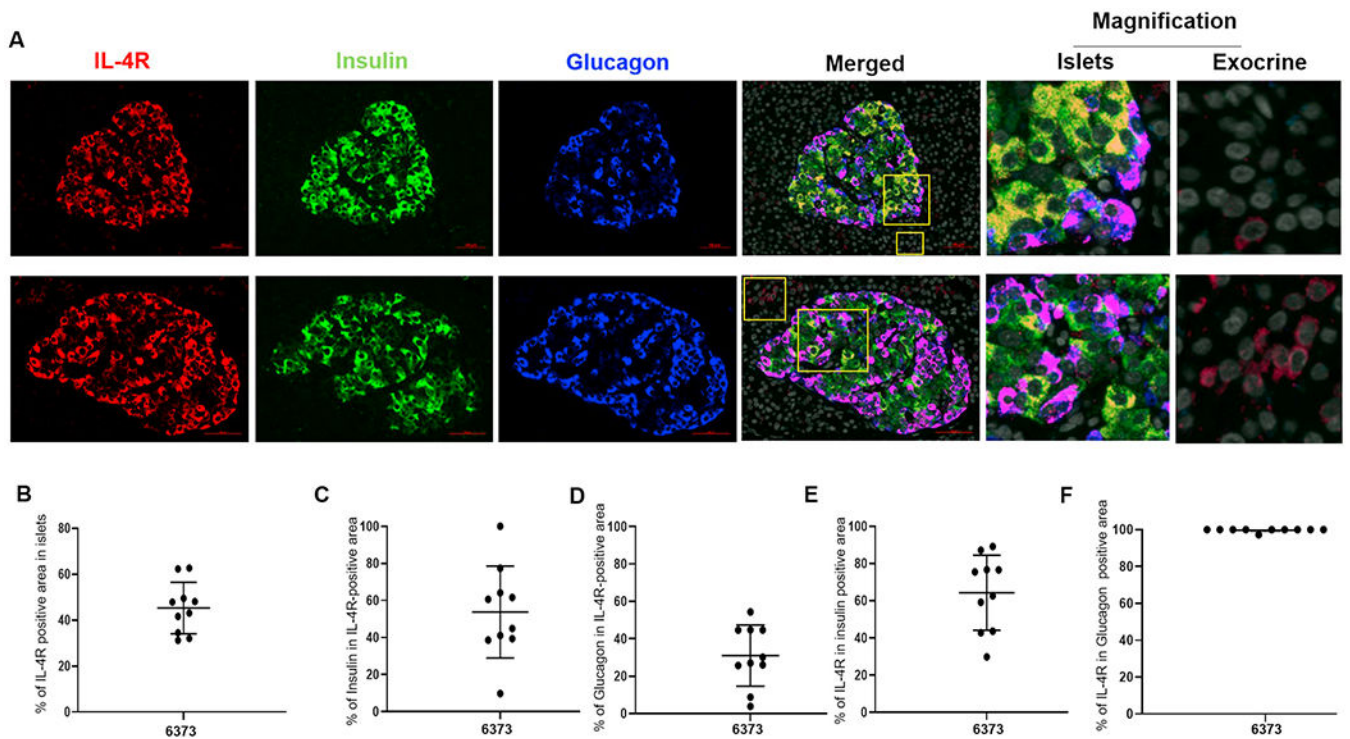 Magnification
A
IL-4R Insulin Glucagon Merged Islets Exocrine
B
% of IL-4R positive area in islets
80
60
40
20
0
6373
C
% of Insulin in IL-4R-positive area
100
80
60
40
20
0
6373
D
% of Glucagon in IL-4R-positive area
100
80
60
40
20
0
6373
E
% of IL-4R in insulin positive area
100
80
60
40
20
0
6373
F
% of IL-4R in Glucagon positive area
100
80
60
40
20
0
6373